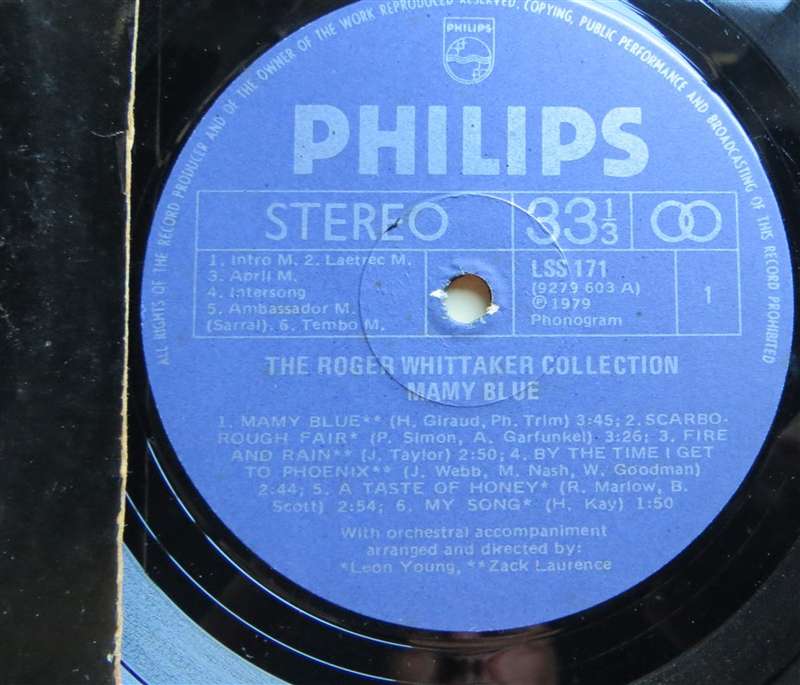 ALL RIGHTS OF THE RECORD PRODUCER AND OF THE OWNER OF THE WORK REPRODUCED RESERVED. COPYING, PUBLIC PERFORMANCE AND BROADCASTING OF THIS RECORD PROHIBITED
PHILIPS
PHILIPS
STEREO 33 1/3
1. Intro M. 2. Laetrec M.
3. April M.
4. Intersong
5. Ambassador M.
(Sarral). 6. Tembo M.
LSS 171
(9279 603 A)
℗ 1979
Phonogram
1
THE ROGER WHITTAKER COLLECTION
MAMY BLUE
1. MAMY BLUE** (H. Giraud, Ph. Trim) 3:45; 2. SCARBO-
ROUGH FAIR* (P. Simon, A. Garfunkel) 3:26; 3. FIRE
AND RAIN** (J. Taylor) 2:50; 4. BY THE TIME I GET
TO PHOENIX** (J. Webb, M. Nash, W. Goodman)
2:44; 5. A TASTE OF HONEY* (R. Marlow, B.
Scott) 2:54; 6. MY SONG* (H. Kay) 1:50
With orchestral accompaniment
arranged and directed by:
*Leon Young, **Zack Laurence